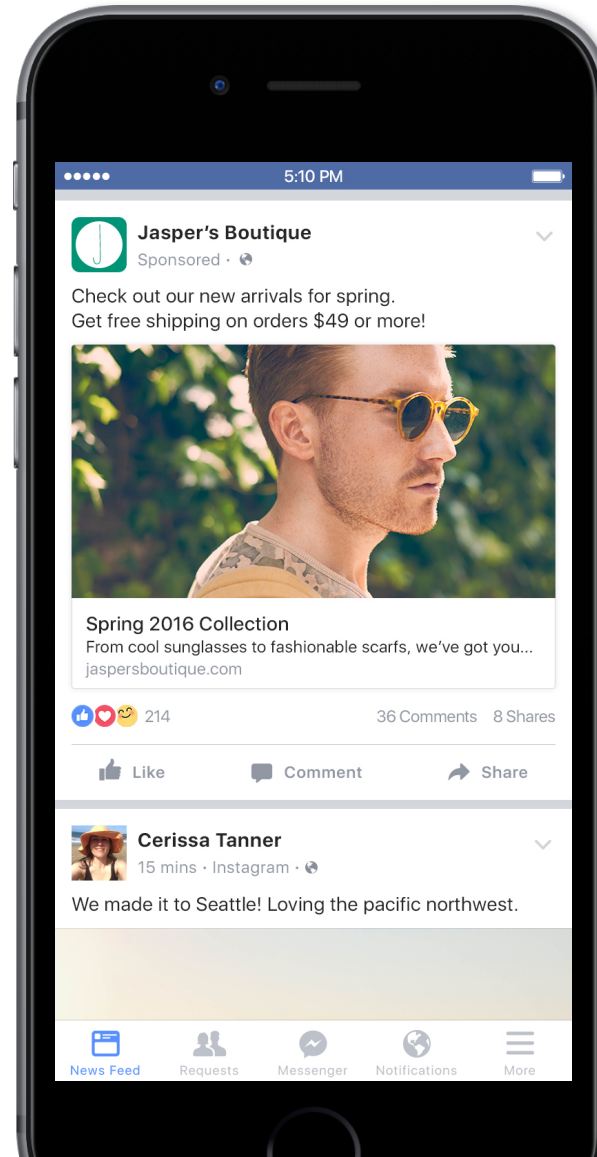 5:10 PM
Jasper's Boutique
Sponsored ·
Check out our new arrivals for spring.
Get free shipping on orders $49 or more!
Spring 2016 Collection
From cool sunglasses to fashionable scarfs, we've got you...
jaspersboutique.com
214 36 Comments 8 Shares
Like Comment Share
Cerissa Tanner
15 mins · Instagram ·
We made it to Seattle! Loving the pacific northwest.
News Feed Requests Messenger Notifications More